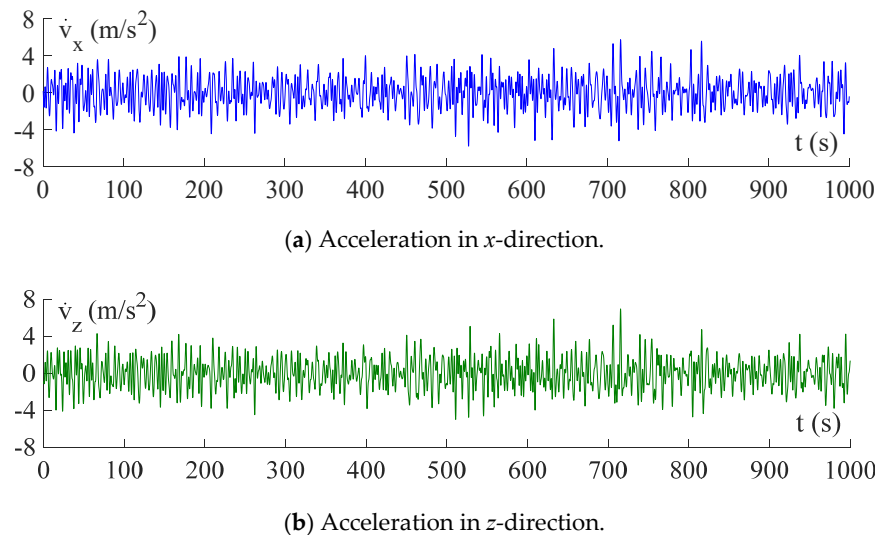 8
v̇x (m/s²)
4
0
-4
t (s)
-8
0 100 200 300 400 500 600 700 800 900 1000
(a) Acceleration in x-direction.
8
v̇z (m/s²)
4
0
-4
t (s)
-8
0 100 200 300 400 500 600 700 800 900 1000
(b) Acceleration in z-direction.